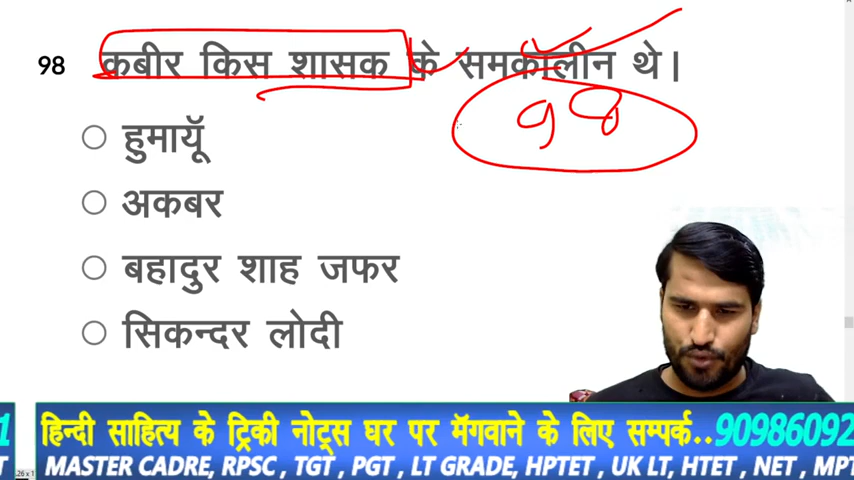 98 कबीर किस शासक के समकालीन थे।
98
हुमायूॅ
अकबर
बहादुर शाह जफर
सिकन्दर लोदी
1 हिन्दी साहित्य के ट्रिकी नोट्स घर पर मॅगवाने के लिए सम्पर्क..90986092
T MASTER CADRE, RPSC , TGT , PGT , LT GRADE, HPTET , UK LT, HTET , NET , MPT